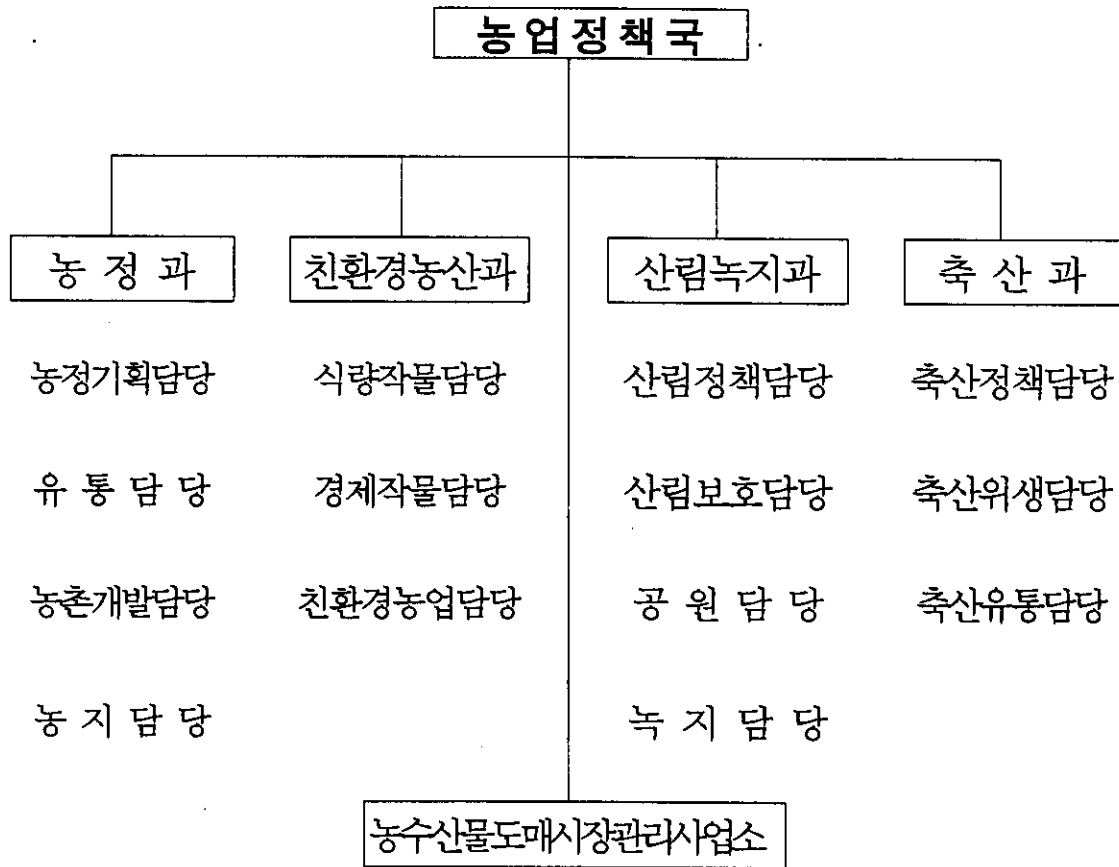 농업정책국
농정과 친환경농산과 산림녹지과 축산과
농정기획담당 식량작물담당 산림정책담당 축산정책담당
유통담당 경제작물담당 산림보호담당 축산위생담당
농촌개발담당 친환경농업담당 공원담당 축산유통담당
농지담당 녹지담당
농수산물도매시장관리사업소